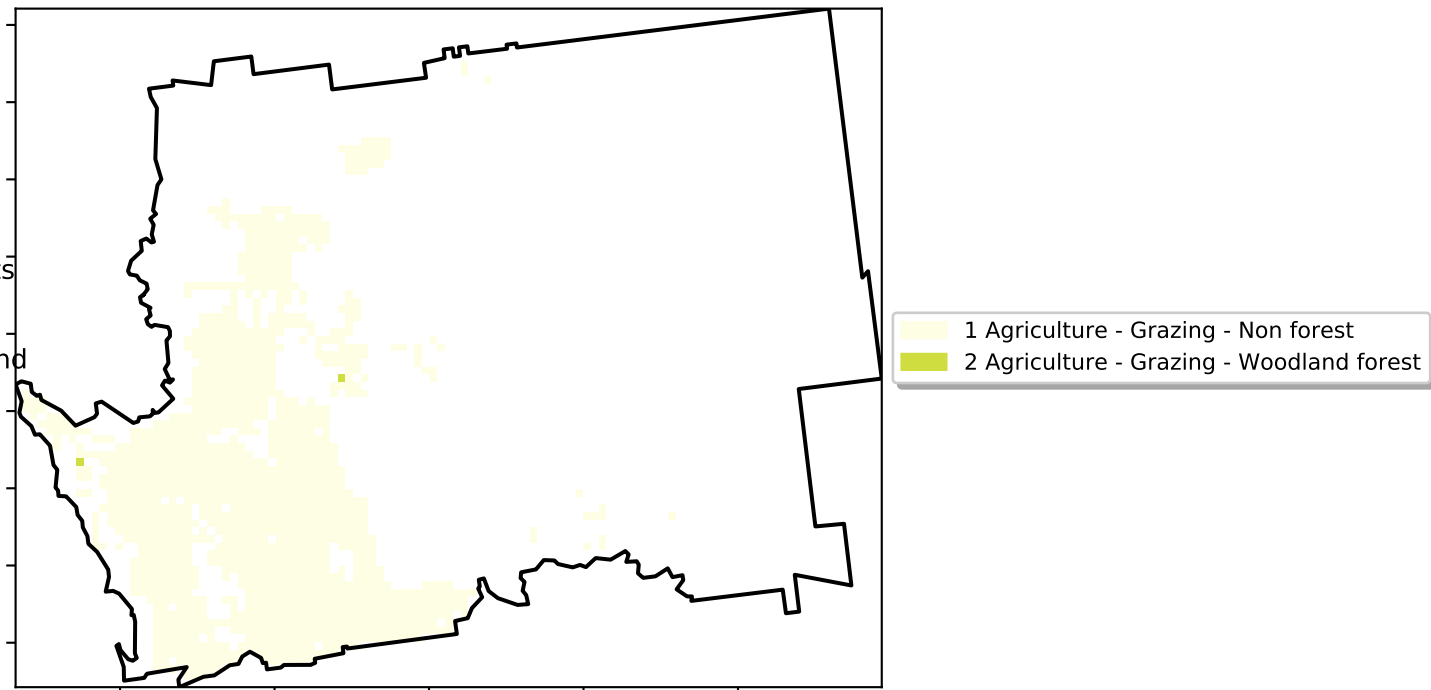 1 Agriculture - Grazing - Non forest
2 Agriculture - Grazing - Woodland forest